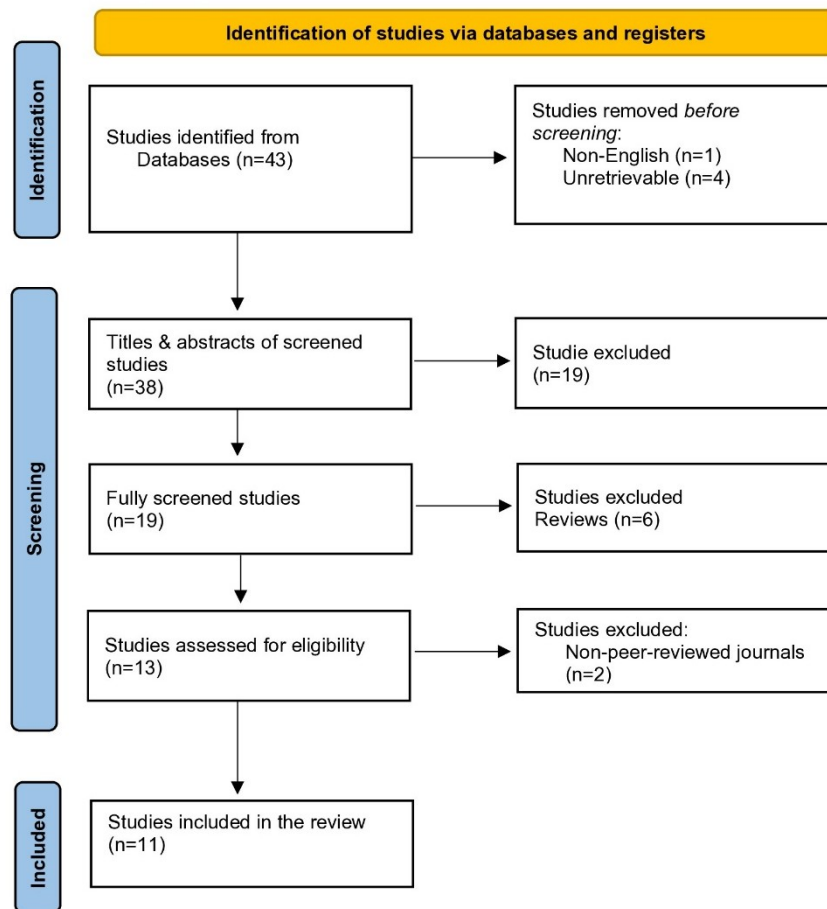 Identification of studies via databases and registers
Identification
Studies identified from
Databases (n=43)
Studies removed before
screening:
Non-English (n=1)
Unretrievable (n=4)
Screening
Titles & abstracts of screened
studies
(n=38)
Studie excluded
(n=19)
Fully screened studies
(n=19)
Studies excluded
Reviews (n=6)
Studies assessed for eligibility
(n=13)
Studies excluded:
Non-peer-reviewed journals
(n=2)
Included
Studies included in the review
(n=11)